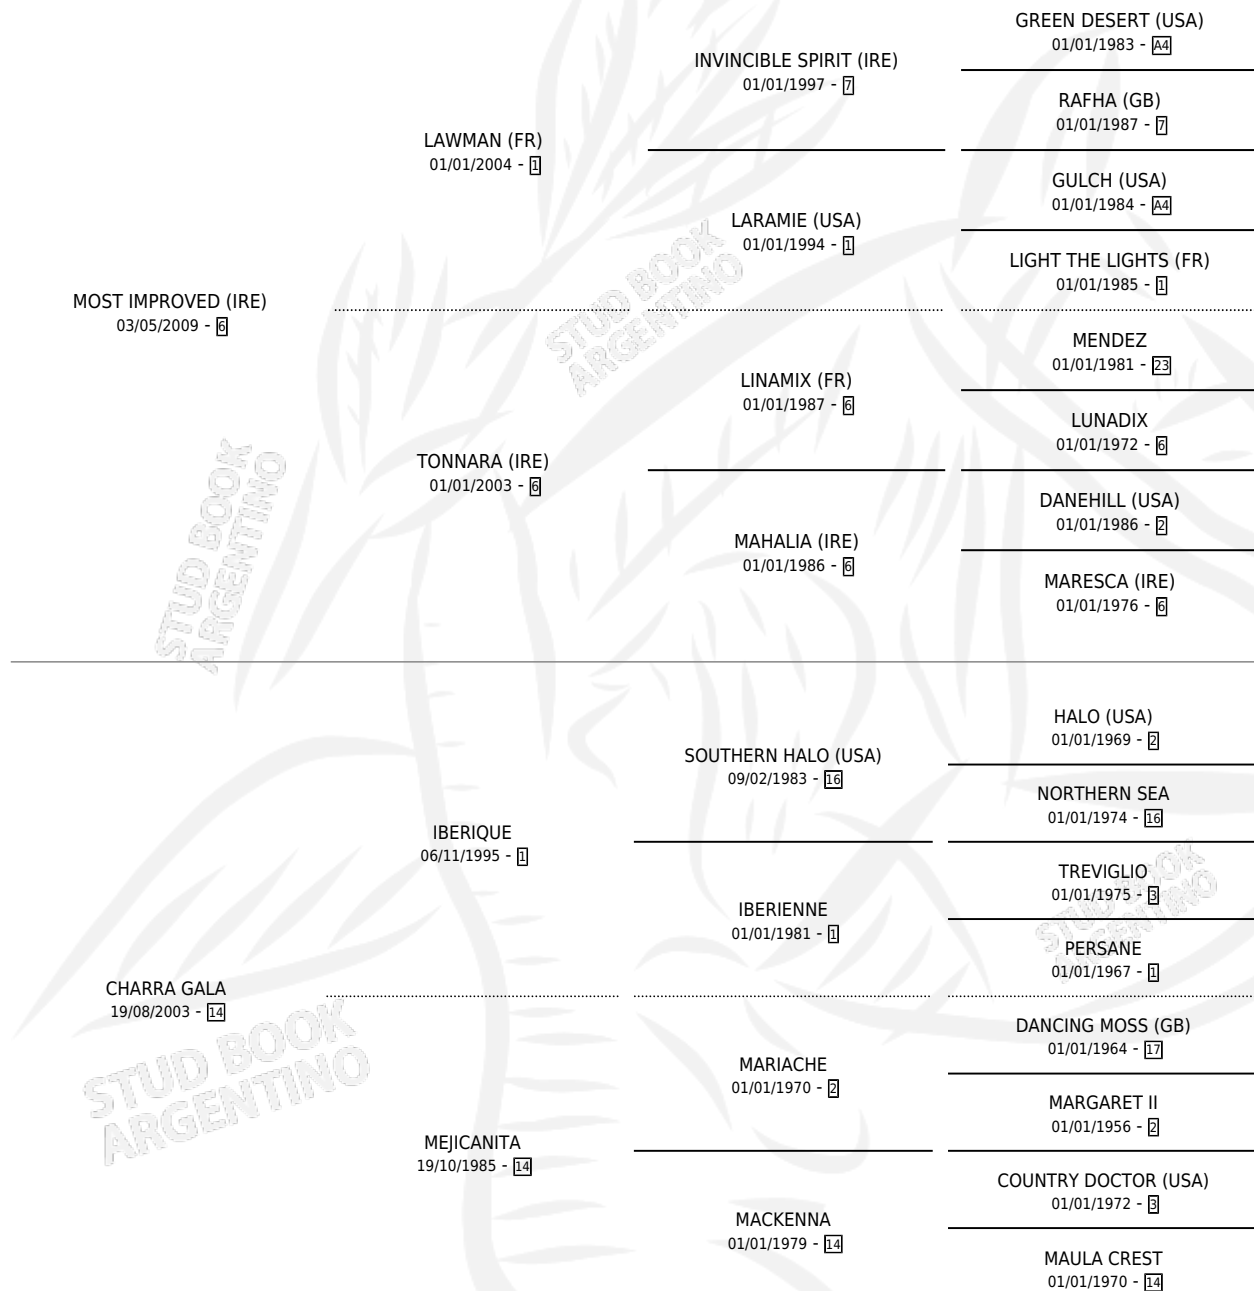 GREEN DESERT (USA)
01/01/1983 - A4
INVINCIBLE SPIRIT (IRE)
01/01/1997 - 7
RAFHA (GB)
01/01/1987 - 7
LAWMAN (FR)
01/01/2004 - 1
GULCH (USA)
01/01/1984 - A4
LARAMIE (USA)
01/01/1994 - 1
LIGHT THE LIGHTS (FR)
01/01/1985 - 1
MOST IMPROVED (IRE)
03/05/2009 - 6
MENDEZ
01/01/1981 - 23
LINAMIX (FR)
01/01/1987 - 6
LUNADIX
01/01/1972 - 6
TONNARA (IRE)
01/01/2003 - 6
DANEHILL (USA)
01/01/1986 - 2
MAHALIA (IRE)
01/01/1986 - 6
MARESCA (IRE)
01/01/1976 - 6
HALO (USA)
01/01/1969 - 2
SOUTHERN HALO (USA)
09/02/1983 - 16
NORTHERN SEA
01/01/1974 - 16
IBERIQUE
06/11/1995 - 1
TREVIGLIO
01/01/1975 - 3
IBERIENNE
01/01/1981 - 1
PERSANE
01/01/1967 - 1
CHARRA GALA
19/08/2003 - 14
DANCING MOSS (GB)
01/01/1964 - 17
MARIACHE
01/01/1970 - 2
MARGARET II
01/01/1956 - 2
MEJICANITA
19/10/1985 - 14
COUNTRY DOCTOR (USA)
01/01/1972 - 3
MACKENNA
01/01/1979 - 14
MAULA CREST
01/01/1970 - 14
STUD BOOK
ARGENTINO
STUD BOOK
ARGENTINO
STUD BOOK
ARGENTINO
STUD BOOK
ARGENTINO